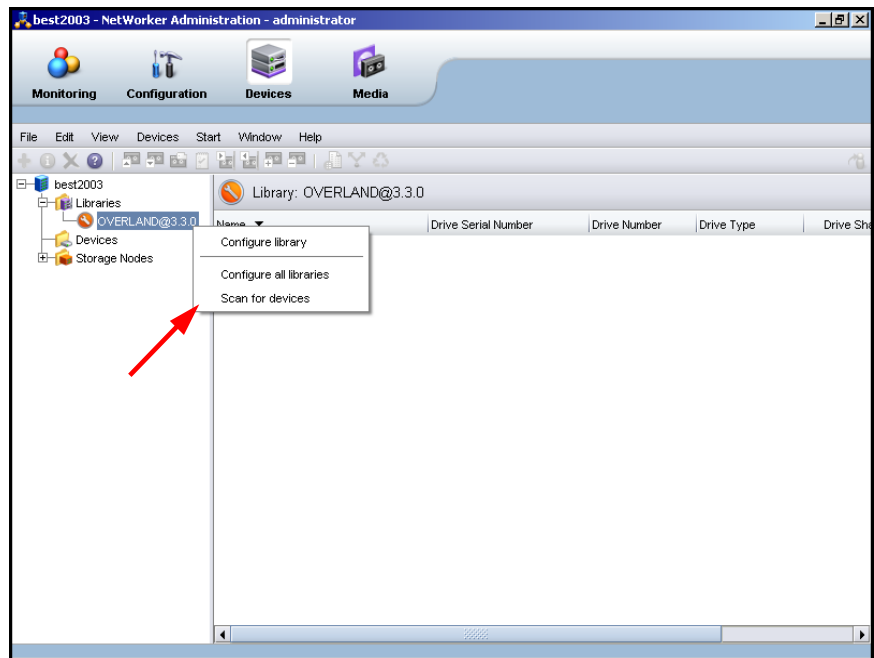 best2003 - NetWorker Administration - administrator
Monitoring Configuration Devices Media
File Edit View Devices Start Window Help
best2003
Libraries
OVERLAND@3.3.0
Devices
Storage Nodes
Library: OVERLAND@3.3.0
Name Drive Serial Number Drive Number Drive Type Drive Sha
Configure library
Configure all libraries
Scan for devices